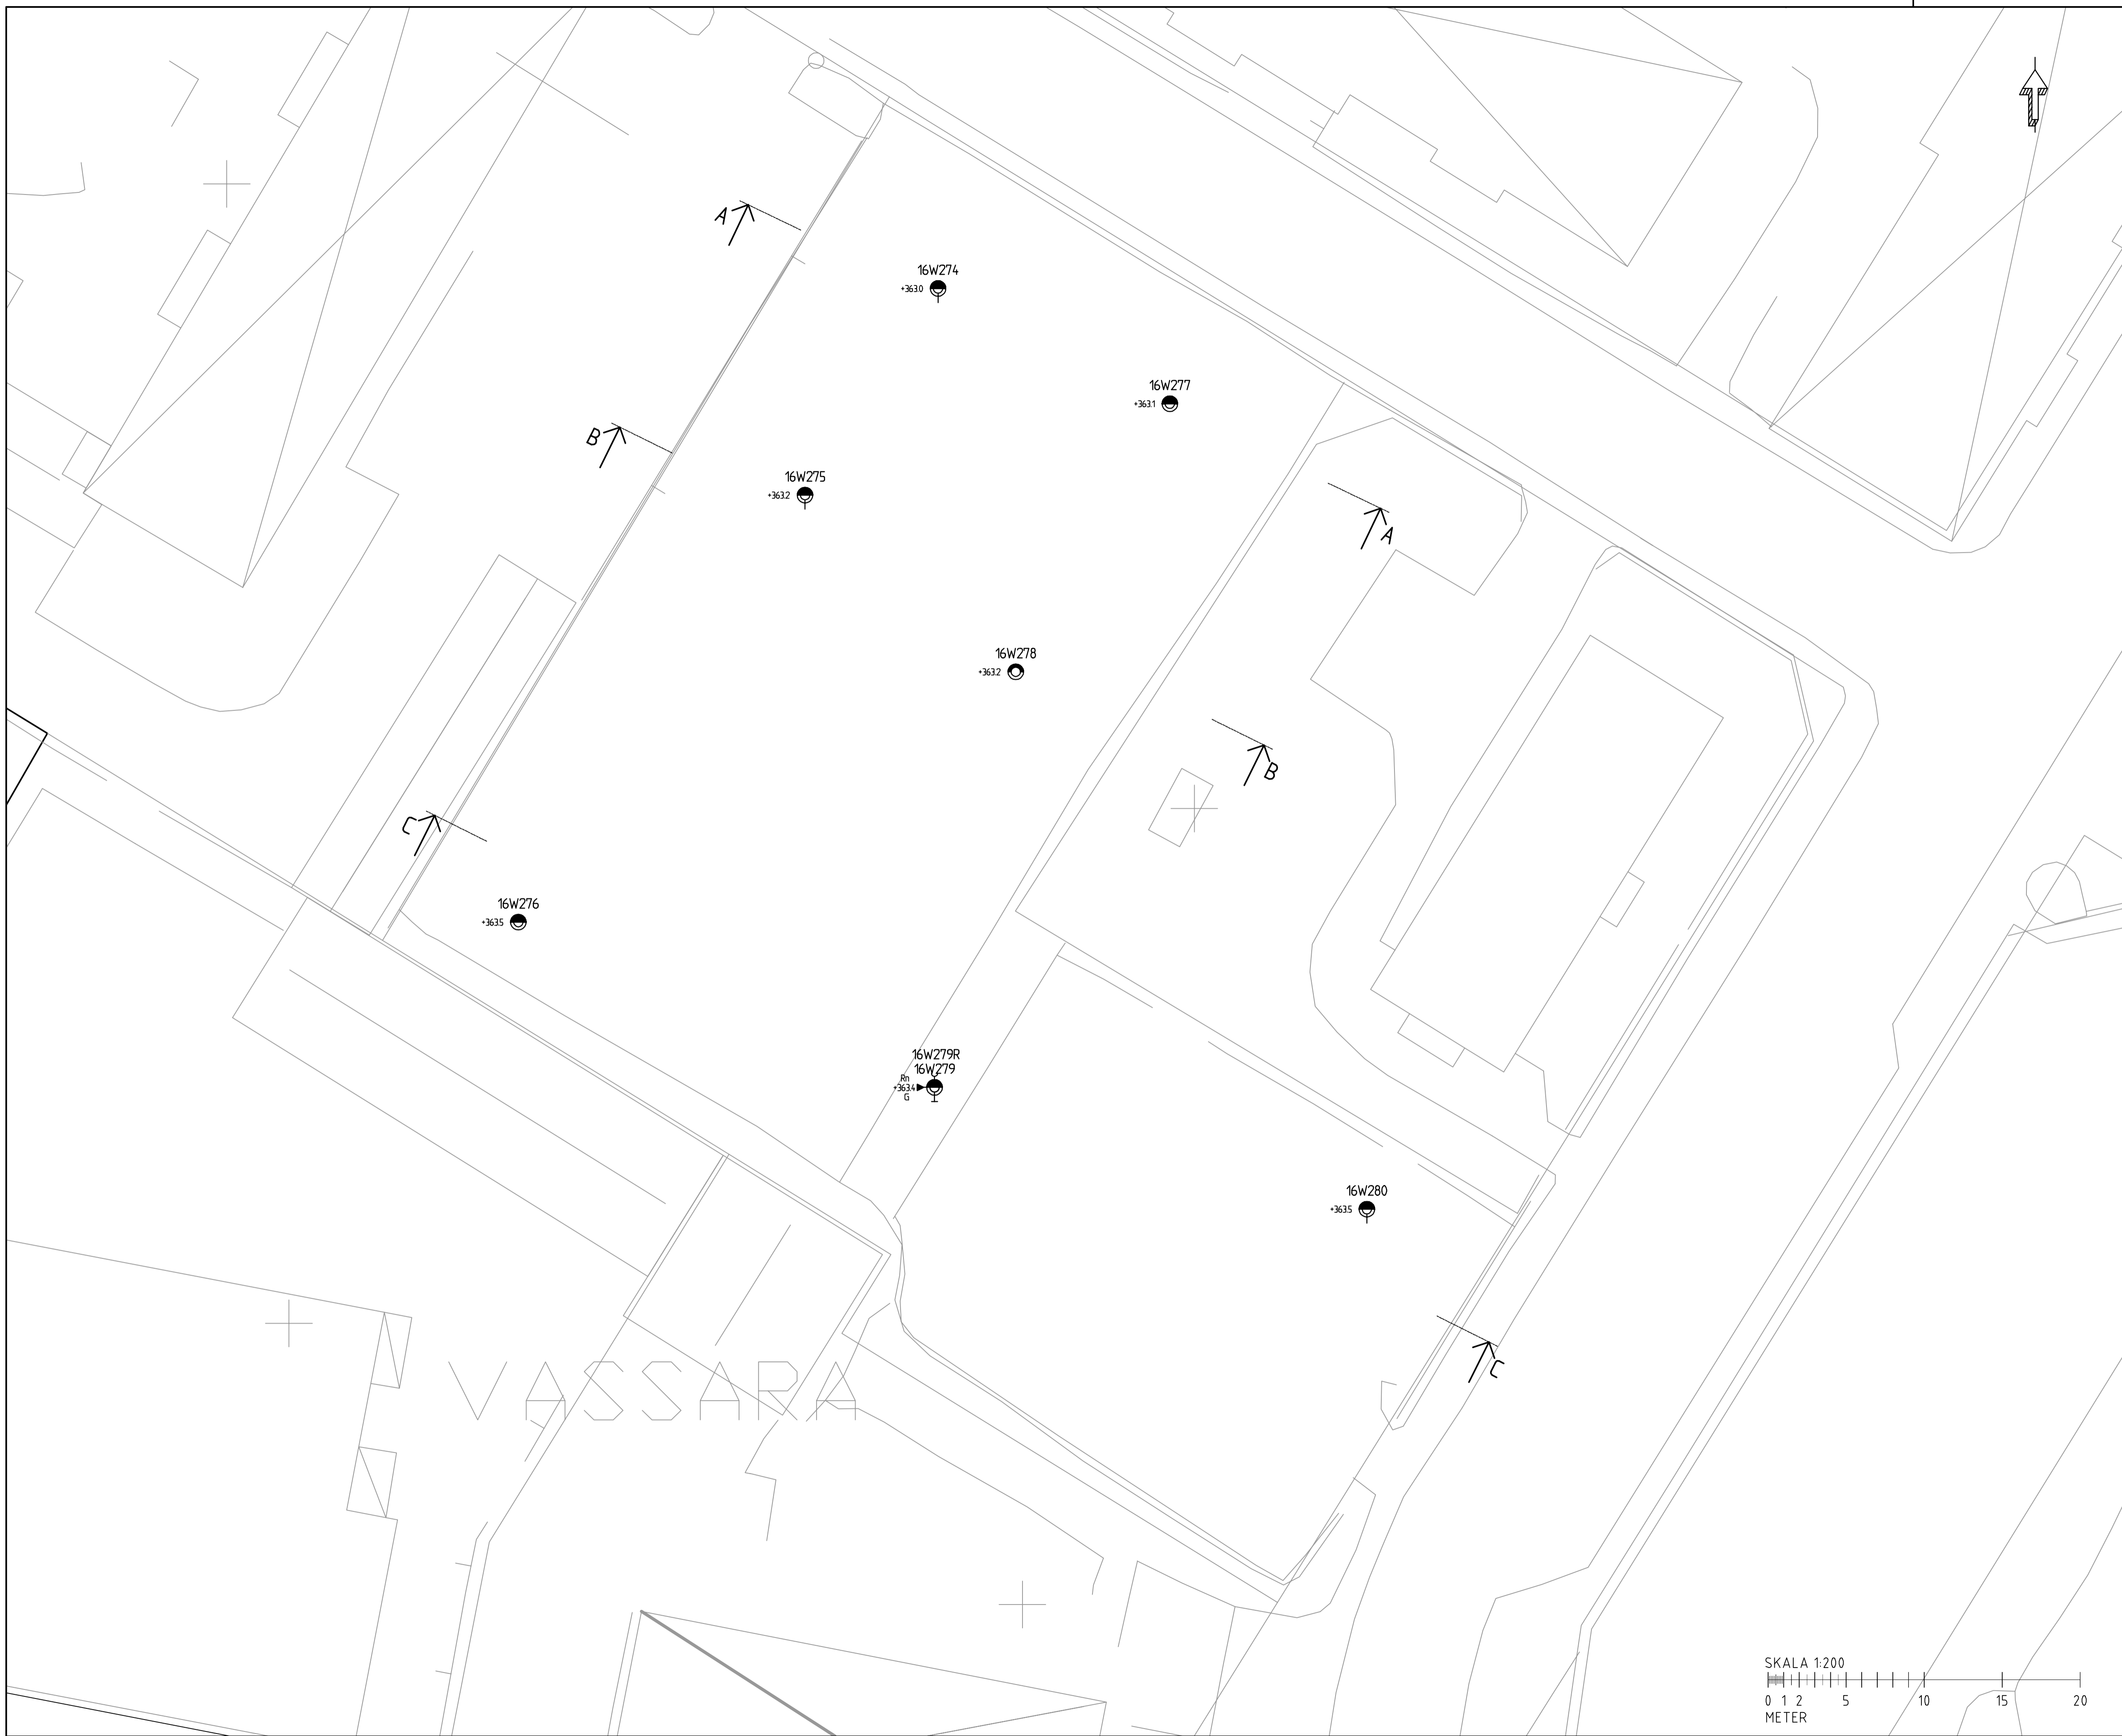 A
16W274
+363.0
16W277
+363.1
B
16W275
+363.2
A
16W278
+363.2
B
C
16W276
+363.5
16W279R
16W279
Rn
+363.4
G
16W280
+363.5
C
VASSARA
SKALA 1:200
0 1 2 5 10 15 20
METER